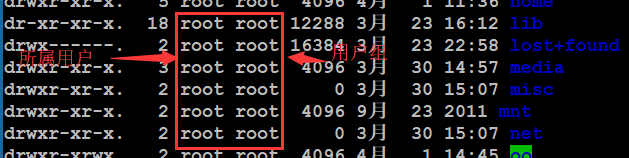 drwxr-xr-x. 5 root root 4096 4月 1 11:36 home
dr-xr-xr-x. 18 root root 12288 3月 23 16:12 lib
drwx------. 2 root root 16384 3月 23 22:58 lost+found
所属用户 用户组
drwxr-xr-x. 3 root root 4096 3月 30 14:57 media
drwxr-xr-x. 2 root root 0 3月 30 15:07 misc
drwxr-xr-x. 2 root root 4096 9月 23 2011 mnt
drwxr-xr-x. 2 root root 0 3月 30 15:07 net
drwxr-xrwx. 2 root root 4096 4月 1 14:45